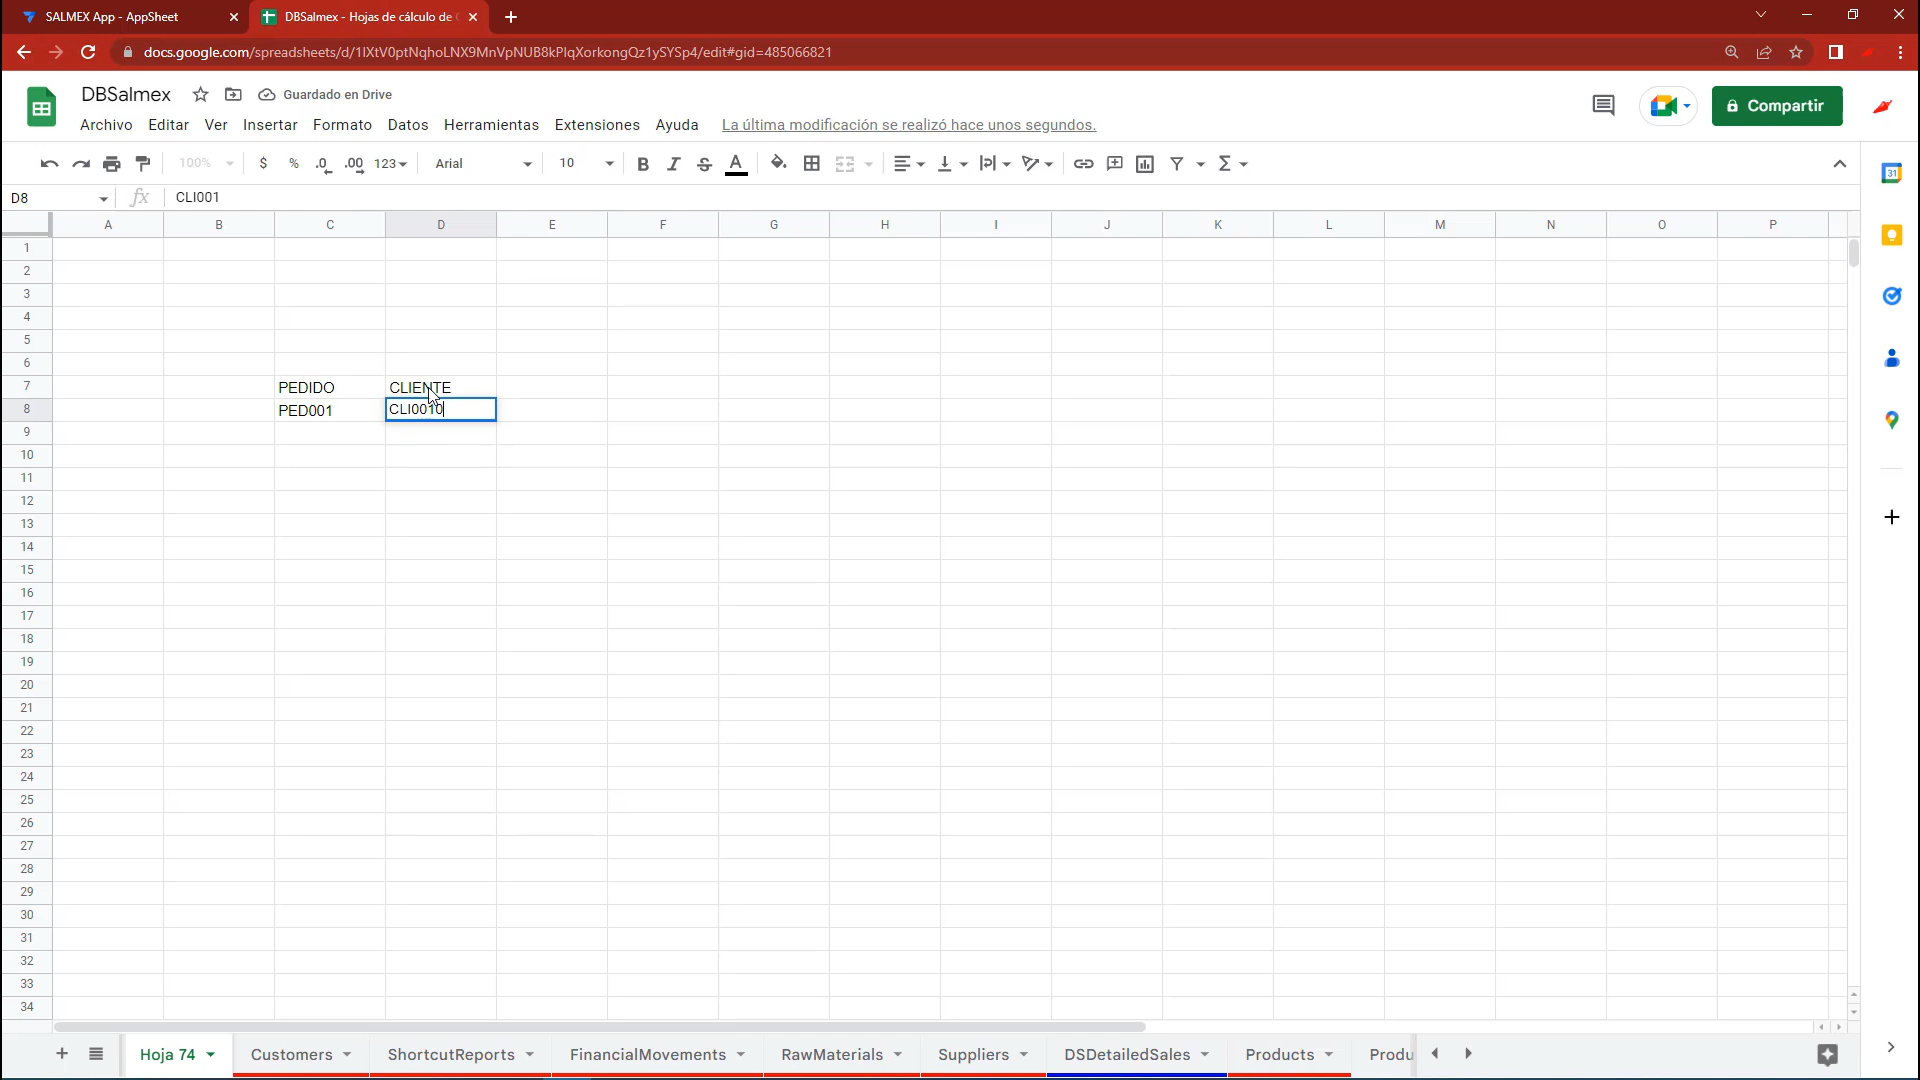 SALMEX App - AppSheet
DBSalmex - Hojas de cálculo de
docs.google.com/spreadsheets/d/1lXtV0ptNqhoLNX9MnVpNUB8kPlqXorkongQz1ySYSp4/edit#gid=485066821
DBSalmex
Guardado en Drive
Archivo Editar Ver Insertar Formato Datos Herramientas Extensiones Ayuda La última modificación se realizó hace unos segundos.
Compartir
100% $ % .0 .00 123 Arial 10 B I S A Σ
D8 fx CLI001
A B C D E F G H I J K L M N O P
1
2
3
4
5
6
7 PEDIDO CLIENTE
8 PED001 CLI0010
9
10
11
12
13
14
15
16
17
18
19
20
21
22
23
24
25
26
27
28
29
30
31
32
33
34
31
Hoja 74 Customers ShortcutReports FinancialMovements RawMaterials Suppliers DSDetailedSales Products Produ